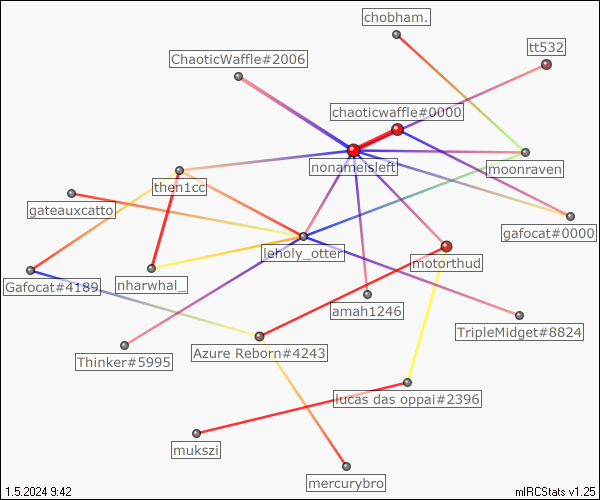 chobham.
tt532
ChaoticWaffle#2006
chaoticwaffle#0000
nonameisleft
moonraven
then1cc
gateauxcatto
gafocat#0000
leholy_otter
motorthud
Gafocat#4189
nharwhal_
amah1246
TripleMidget#8824
Thinker#5995
Azure Reborn#4243
lucas das oppai#2396
mukszi
mercurybro
1.5.2024 9:42
mIRCStats v1.25